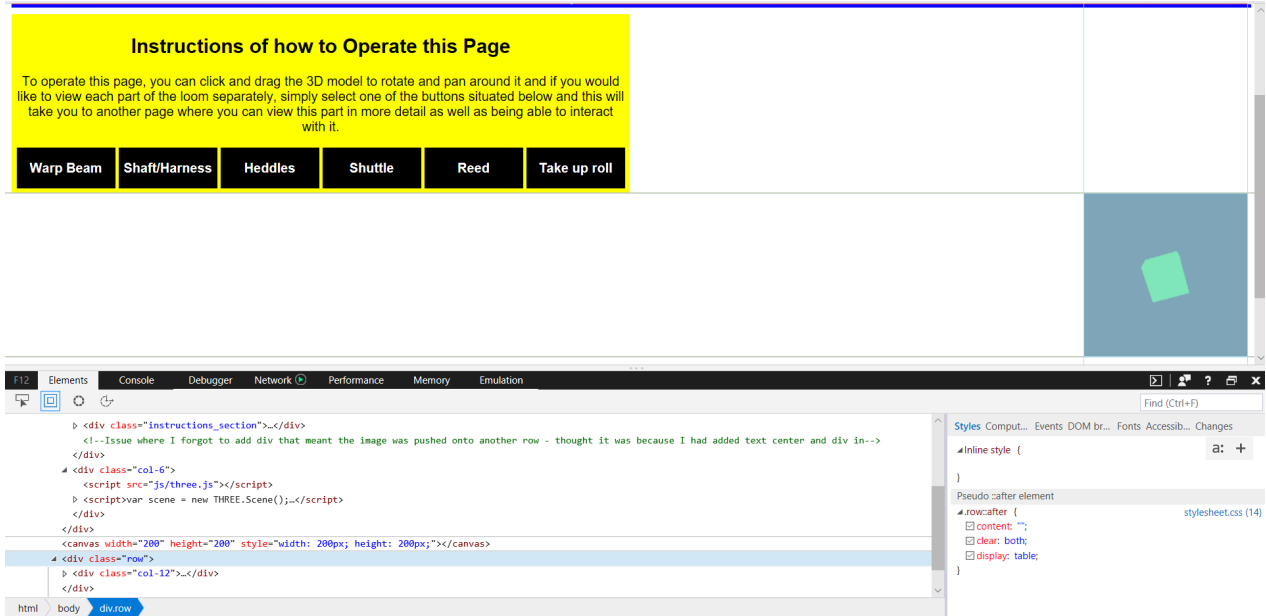 Instructions of how to Operate this Page
To operate this page, you can click and drag the 3D model to rotate and pan around it and if you would
like to view each part of the loom separately, simply select one of the buttons situated below and this will
take you to another page where you can view this part in more detail as well as being able to interact
with it.
Warp Beam Shaft/Harness Heddles Shuttle Reed Take up roll
F12 Elements Console Debugger Network Performance Memory Emulation ?
Find (Ctrl+F)
<div class="instructions_section">…</div>
<!--Issue where I forgot to add div that meant the image was pushed onto another row - thought it was because I had added text center and div in-->
</div>
<div class="col-6">
<script src="js/three.js"></script>
<script>var scene = new THREE.Scene();…</script>
</div>
</div>
<canvas width="200" height="200" style="width: 200px; height: 200px;"></canvas>
<div class="row">
<div class="col-12">…</div>
</div>
html body div.row
Styles Comput... Events DOM br... Fonts Accessib... Changes
Inline style {
a: +
}
Pseudo ::after element
.row::after { stylesheet.css (14)
content: "";
clear: both;
display: table;
}